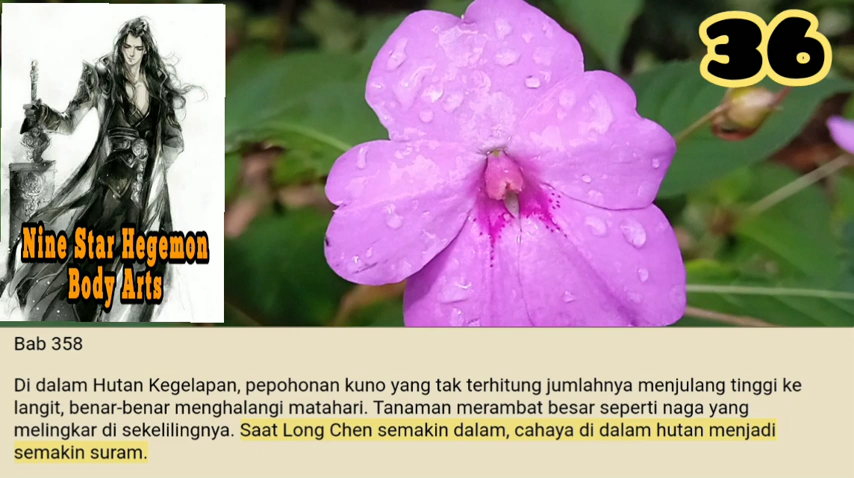 36
Nine Star Hegemon
Body Arts
Bab 358
Di dalam Hutan Kegelapan, pepohonan kuno yang tak terhitung jumlahnya menjulang tinggi ke
langit, benar-benar menghalangi matahari. Tanaman merambat besar seperti naga yang
melingkar di sekelilingnya. Saat Long Chen semakin dalam, cahaya di dalam hutan menjadi
semakin suram.